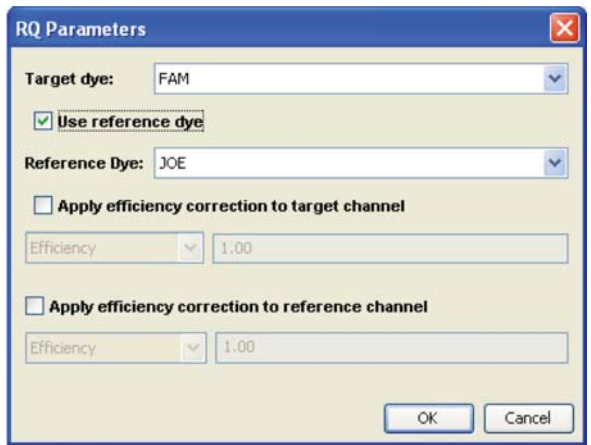 RQ Parameters
Target dye: FAM
Use reference dye
Reference Dye: JOE
Apply efficiency correction to target channel
Efficiency 1.00
Apply efficiency correction to reference channel
Efficiency 1.00
OK Cancel